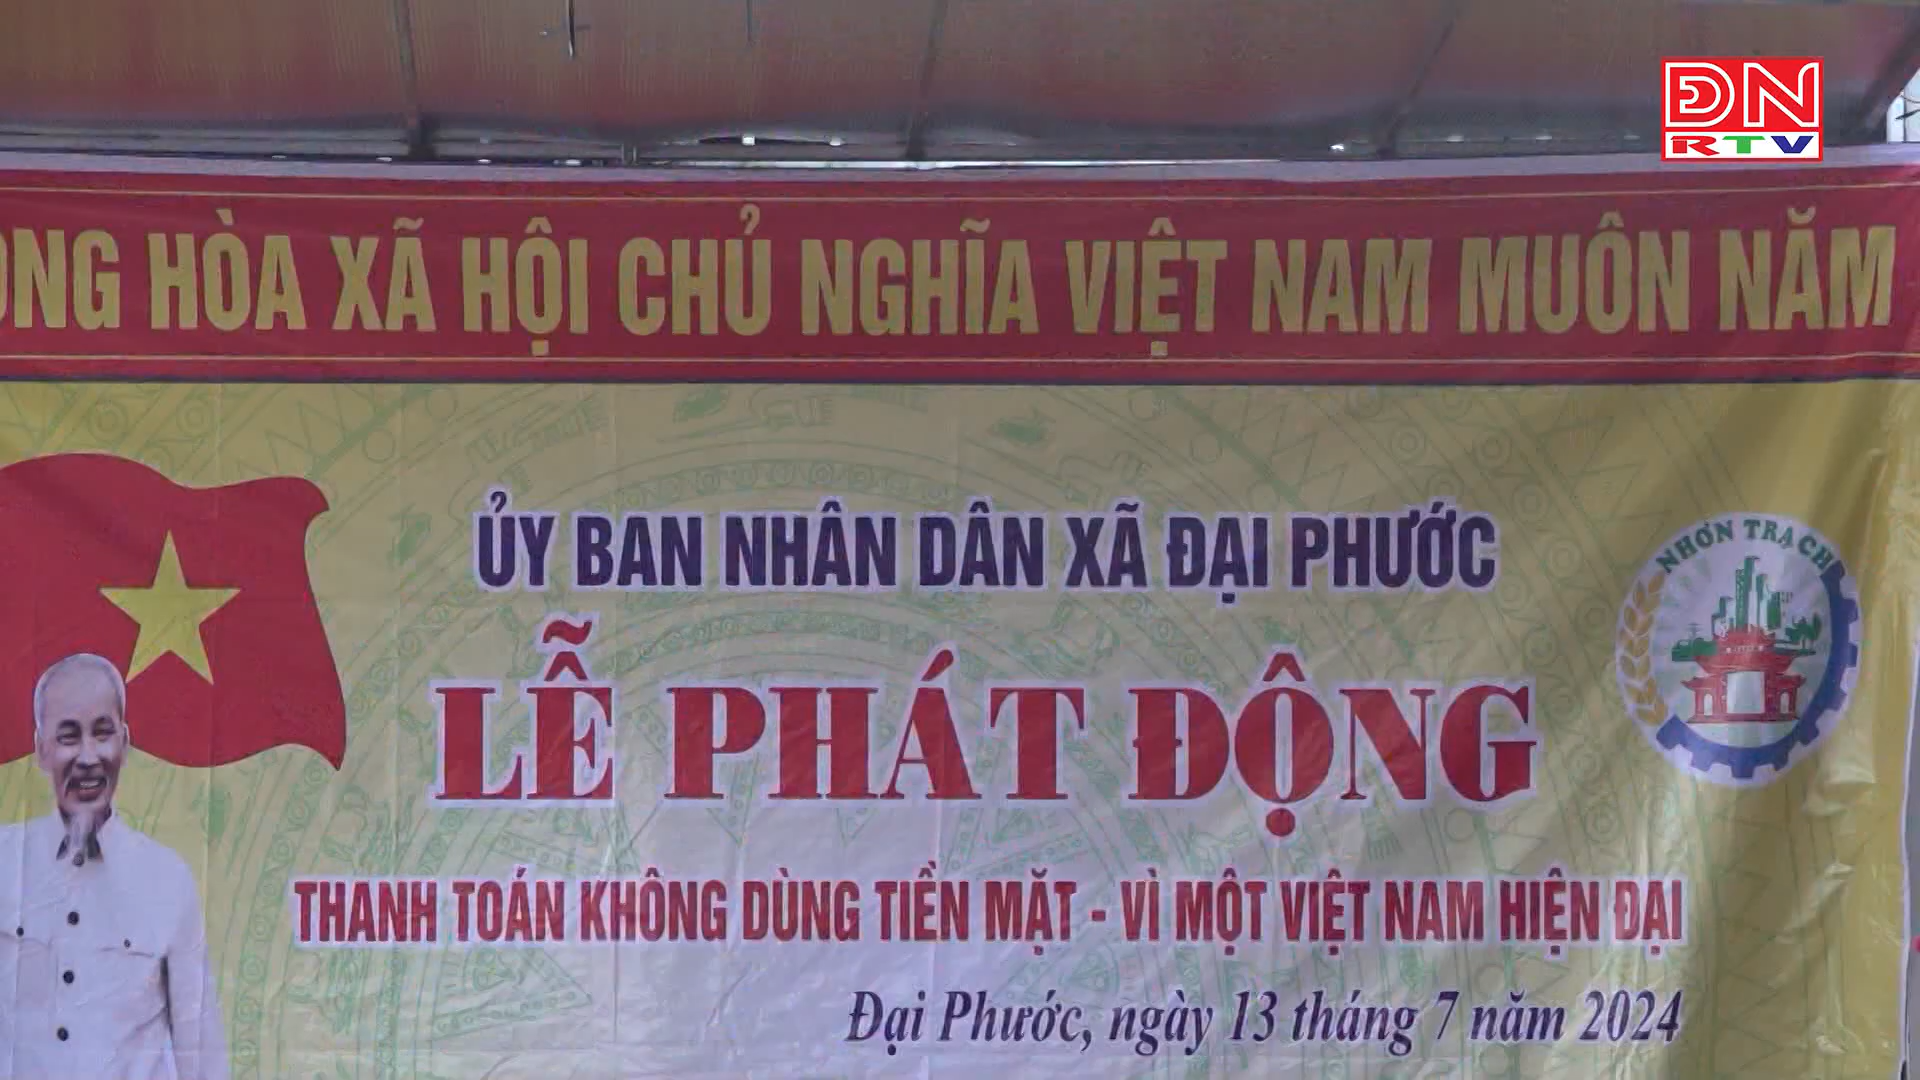 ĐN
RTV
HÒA XÃ HỘI CHỦ NGHĨA VIỆT NAM MUÔN NĂM
ỦY BAN NHÂN DÂN XÃ ĐẠI PHƯỚC
NHƠN TRẠCH
LỄ PHÁT ĐỘNG
THANH TOÁN KHÔNG DÙNG TIỀN MẶT - VÌ MỘT VIỆT NAM HIỆN ĐẠI
Đại Phước, ngày 13 tháng 7 năm 2024